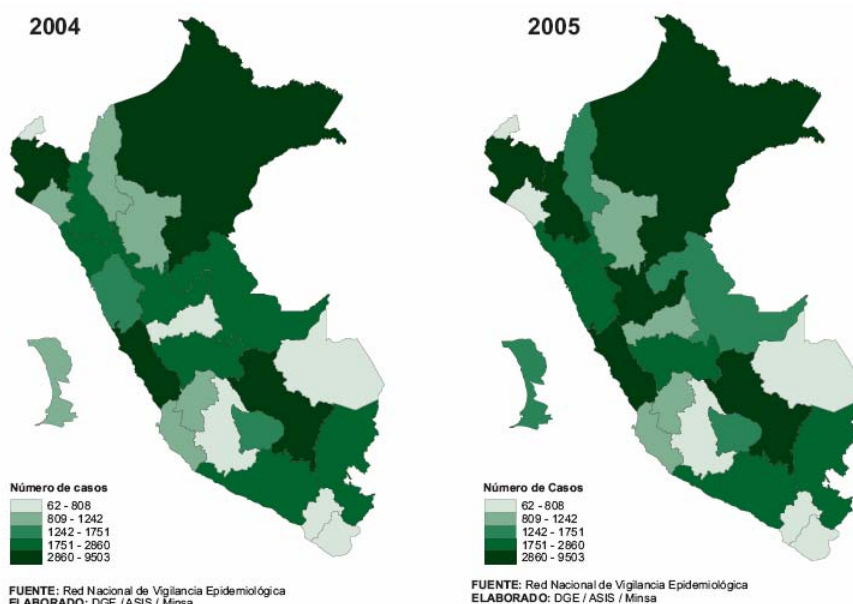 2004
Número de casos
62 - 808
809 - 1242
1242 - 1751
1751 - 2860
2860 - 9503
FUENTE: Red Nacional de Vigilancia Epidemiológica
ELABORADO: DGE / ASIS / Minsa
2005
Número de Casos
62 - 808
809 - 1242
1242 - 1751
1751 - 2860
2860 - 9503
FUENTE: Red Nacional de Vigilancia Epidemiológica
ELABORADO: DGE / ASIS / Minsa